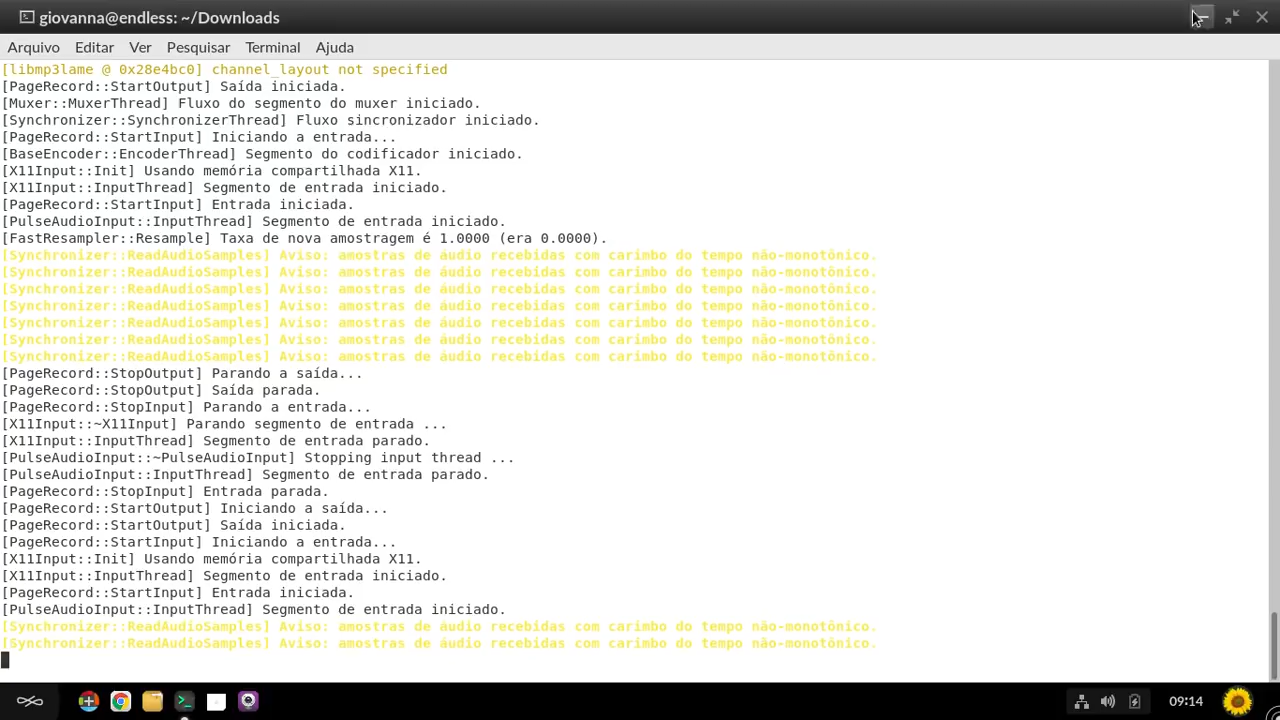 giovanna@endless: ~/Downloads
Arquivo Editar Ver Pesquisar Terminal Ajuda
[libmp3lame @ 0x28e4bc0] channel_layout not specified
[PageRecord::StartOutput] Saída iniciada.
[Muxer::MuxerThread] Fluxo do segmento do muxer iniciado.
[Synchronizer::SynchronizerThread] Fluxo sincronizador iniciado.
[PageRecord::StartInput] Iniciando a entrada...
[BaseEncoder::EncoderThread] Segmento do codificador iniciado.
[X11Input::Init] Usando memória compartilhada X11.
[X11Input::InputThread] Segmento de entrada iniciado.
[PageRecord::StartInput] Entrada iniciada.
[PulseAudioInput::InputThread] Segmento de entrada iniciado.
[FastResampler::Resample] Taxa de nova amostragem é 1.0000 (era 0.0000).
[Synchronizer::ReadAudioSamples] Aviso: amostras de áudio recebidas com carimbo do tempo não-monotônico.
[Synchronizer::ReadAudioSamples] Aviso: amostras de áudio recebidas com carimbo do tempo não-monotônico.
[Synchronizer::ReadAudioSamples] Aviso: amostras de áudio recebidas com carimbo do tempo não-monotônico.
[Synchronizer::ReadAudioSamples] Aviso: amostras de áudio recebidas com carimbo do tempo não-monotônico.
[Synchronizer::ReadAudioSamples] Aviso: amostras de áudio recebidas com carimbo do tempo não-monotônico.
[Synchronizer::ReadAudioSamples] Aviso: amostras de áudio recebidas com carimbo do tempo não-monotônico.
[Synchronizer::ReadAudioSamples] Aviso: amostras de áudio recebidas com carimbo do tempo não-monotônico.
[PageRecord::StopOutput] Parando a saída...
[PageRecord::StopOutput] Saída parada.
[PageRecord::StopInput] Parando a entrada...
[X11Input::~X11Input] Parando segmento de entrada ...
[X11Input::InputThread] Segmento de entrada parado.
[PulseAudioInput::~PulseAudioInput] Stopping input thread ...
[PulseAudioInput::InputThread] Segmento de entrada parado.
[PageRecord::StopInput] Entrada parada.
[PageRecord::StartOutput] Iniciando a saída...
[PageRecord::StartOutput] Saída iniciada.
[PageRecord::StartInput] Iniciando a entrada...
[X11Input::Init] Usando memória compartilhada X11.
[X11Input::InputThread] Segmento de entrada iniciado.
[PageRecord::StartInput] Entrada iniciada.
[PulseAudioInput::InputThread] Segmento de entrada iniciado.
[Synchronizer::ReadAudioSamples] Aviso: amostras de áudio recebidas com carimbo do tempo não-monotônico.
[Synchronizer::ReadAudioSamples] Aviso: amostras de áudio recebidas com carimbo do tempo não-monotônico.
09:14